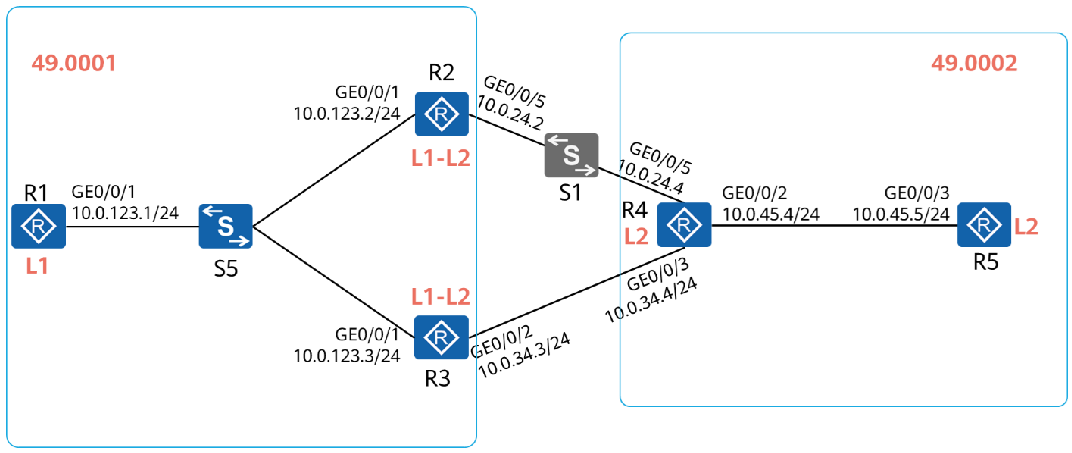 49.0001
R2
GE0/0/1
10.0.123.2/24
R
L1-L2
GE0/0/5
10.0.24.2
S
S1
R1
GE0/0/1
10.0.123.1/24
R
L1
S
S5
L1-L2
GE0/0/1
10.0.123.3/24
R
R3
GE0/0/2
10.0.34.3/24
49.0002
GE0/0/5
10.0.24.4
R4
L2
R
GE0/0/2
10.0.45.4/24
GE0/0/3
10.0.45.5/24
R
L2
R5
GE0/0/3
10.0.34.4/24